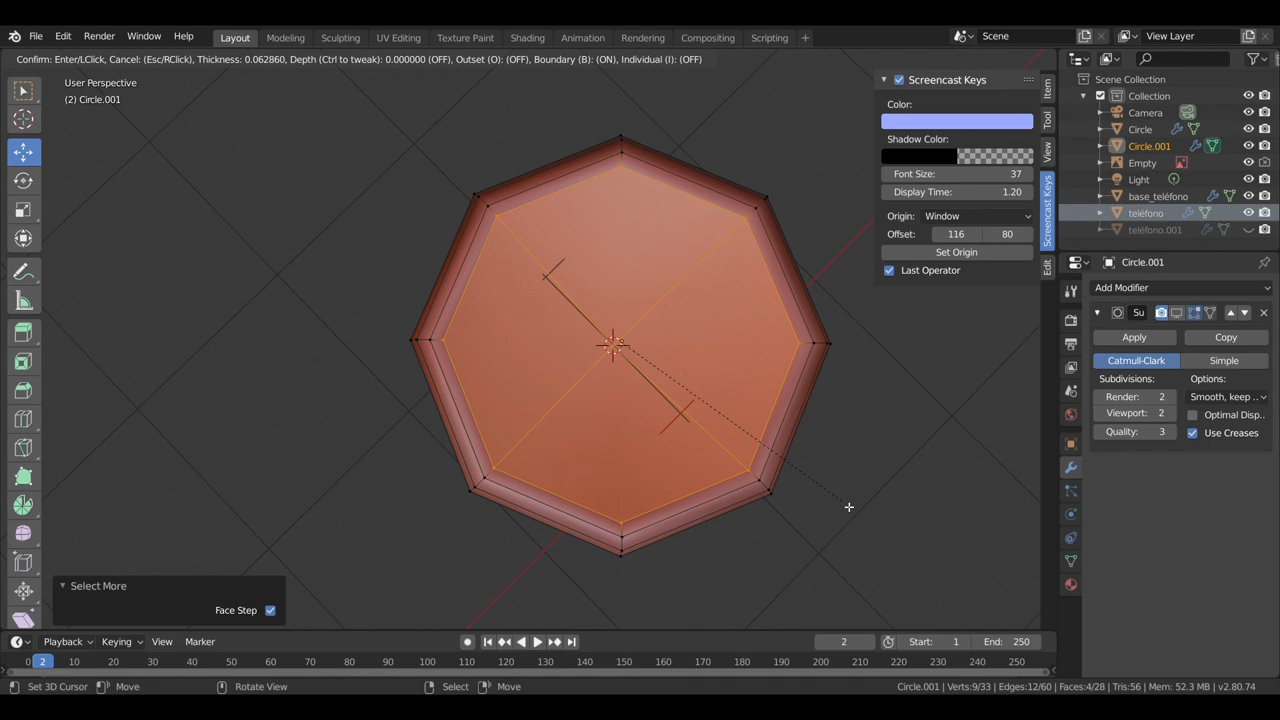 File Edit Render Window Help Layout Modeling Sculpting UV Editing Texture Paint Shading Animation Rendering Compositing Scripting + Scene View Layer
Confirm: Enter/LClick, Cancel: (Esc/RClick), Thickness: 0.062860, Depth (Ctrl to tweak): 0.000000 (OFF), Outset (O): (OFF), Boundary (B): (ON), Individual (I): (OFF)
User Perspective
(2) Circle.001
Screencast Keys
Color:
Shadow Color:
Font Size: 37
Display Time: 1.20
Origin: Window
Offset: 116 80
Set Origin
Last Operator
Item
Tool
View
Screencast Keys
Edit
Scene Collection
Collection
Camera
Circle
Circle.001
Empty
Light
base_teléfono
teléfono
teléfono.001
Circle.001
Add Modifier
Su
Apply Copy
Catmull-Clark Simple
Subdivisions: Options:
Render: 2 Smooth, keep ..
Viewport: 2 Optimal Disp..
Quality: 3 Use Creases
Select More
Face Step
Playback Keying View Marker 2 Start: 1 End: 250
0 2 10 20 30 40 50 60 70 80 90 100 110 120 130 140 150 160 170 180 190 200 210 220 230 240 250
Set 3D Cursor Move Rotate View Select Move Circle.001 | Verts:9/33 | Edges:12/60 | Faces:4/28 | Tris:56 | Mem: 52.3 MB | v2.80.74